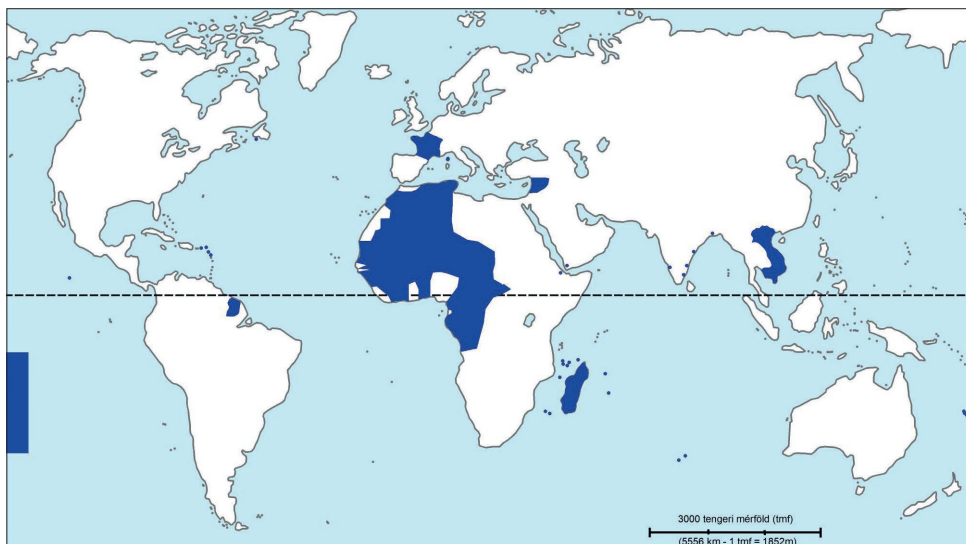 3000 tengeri mérföld (tmf)
(5556 km - 1 tmf = 1852m)